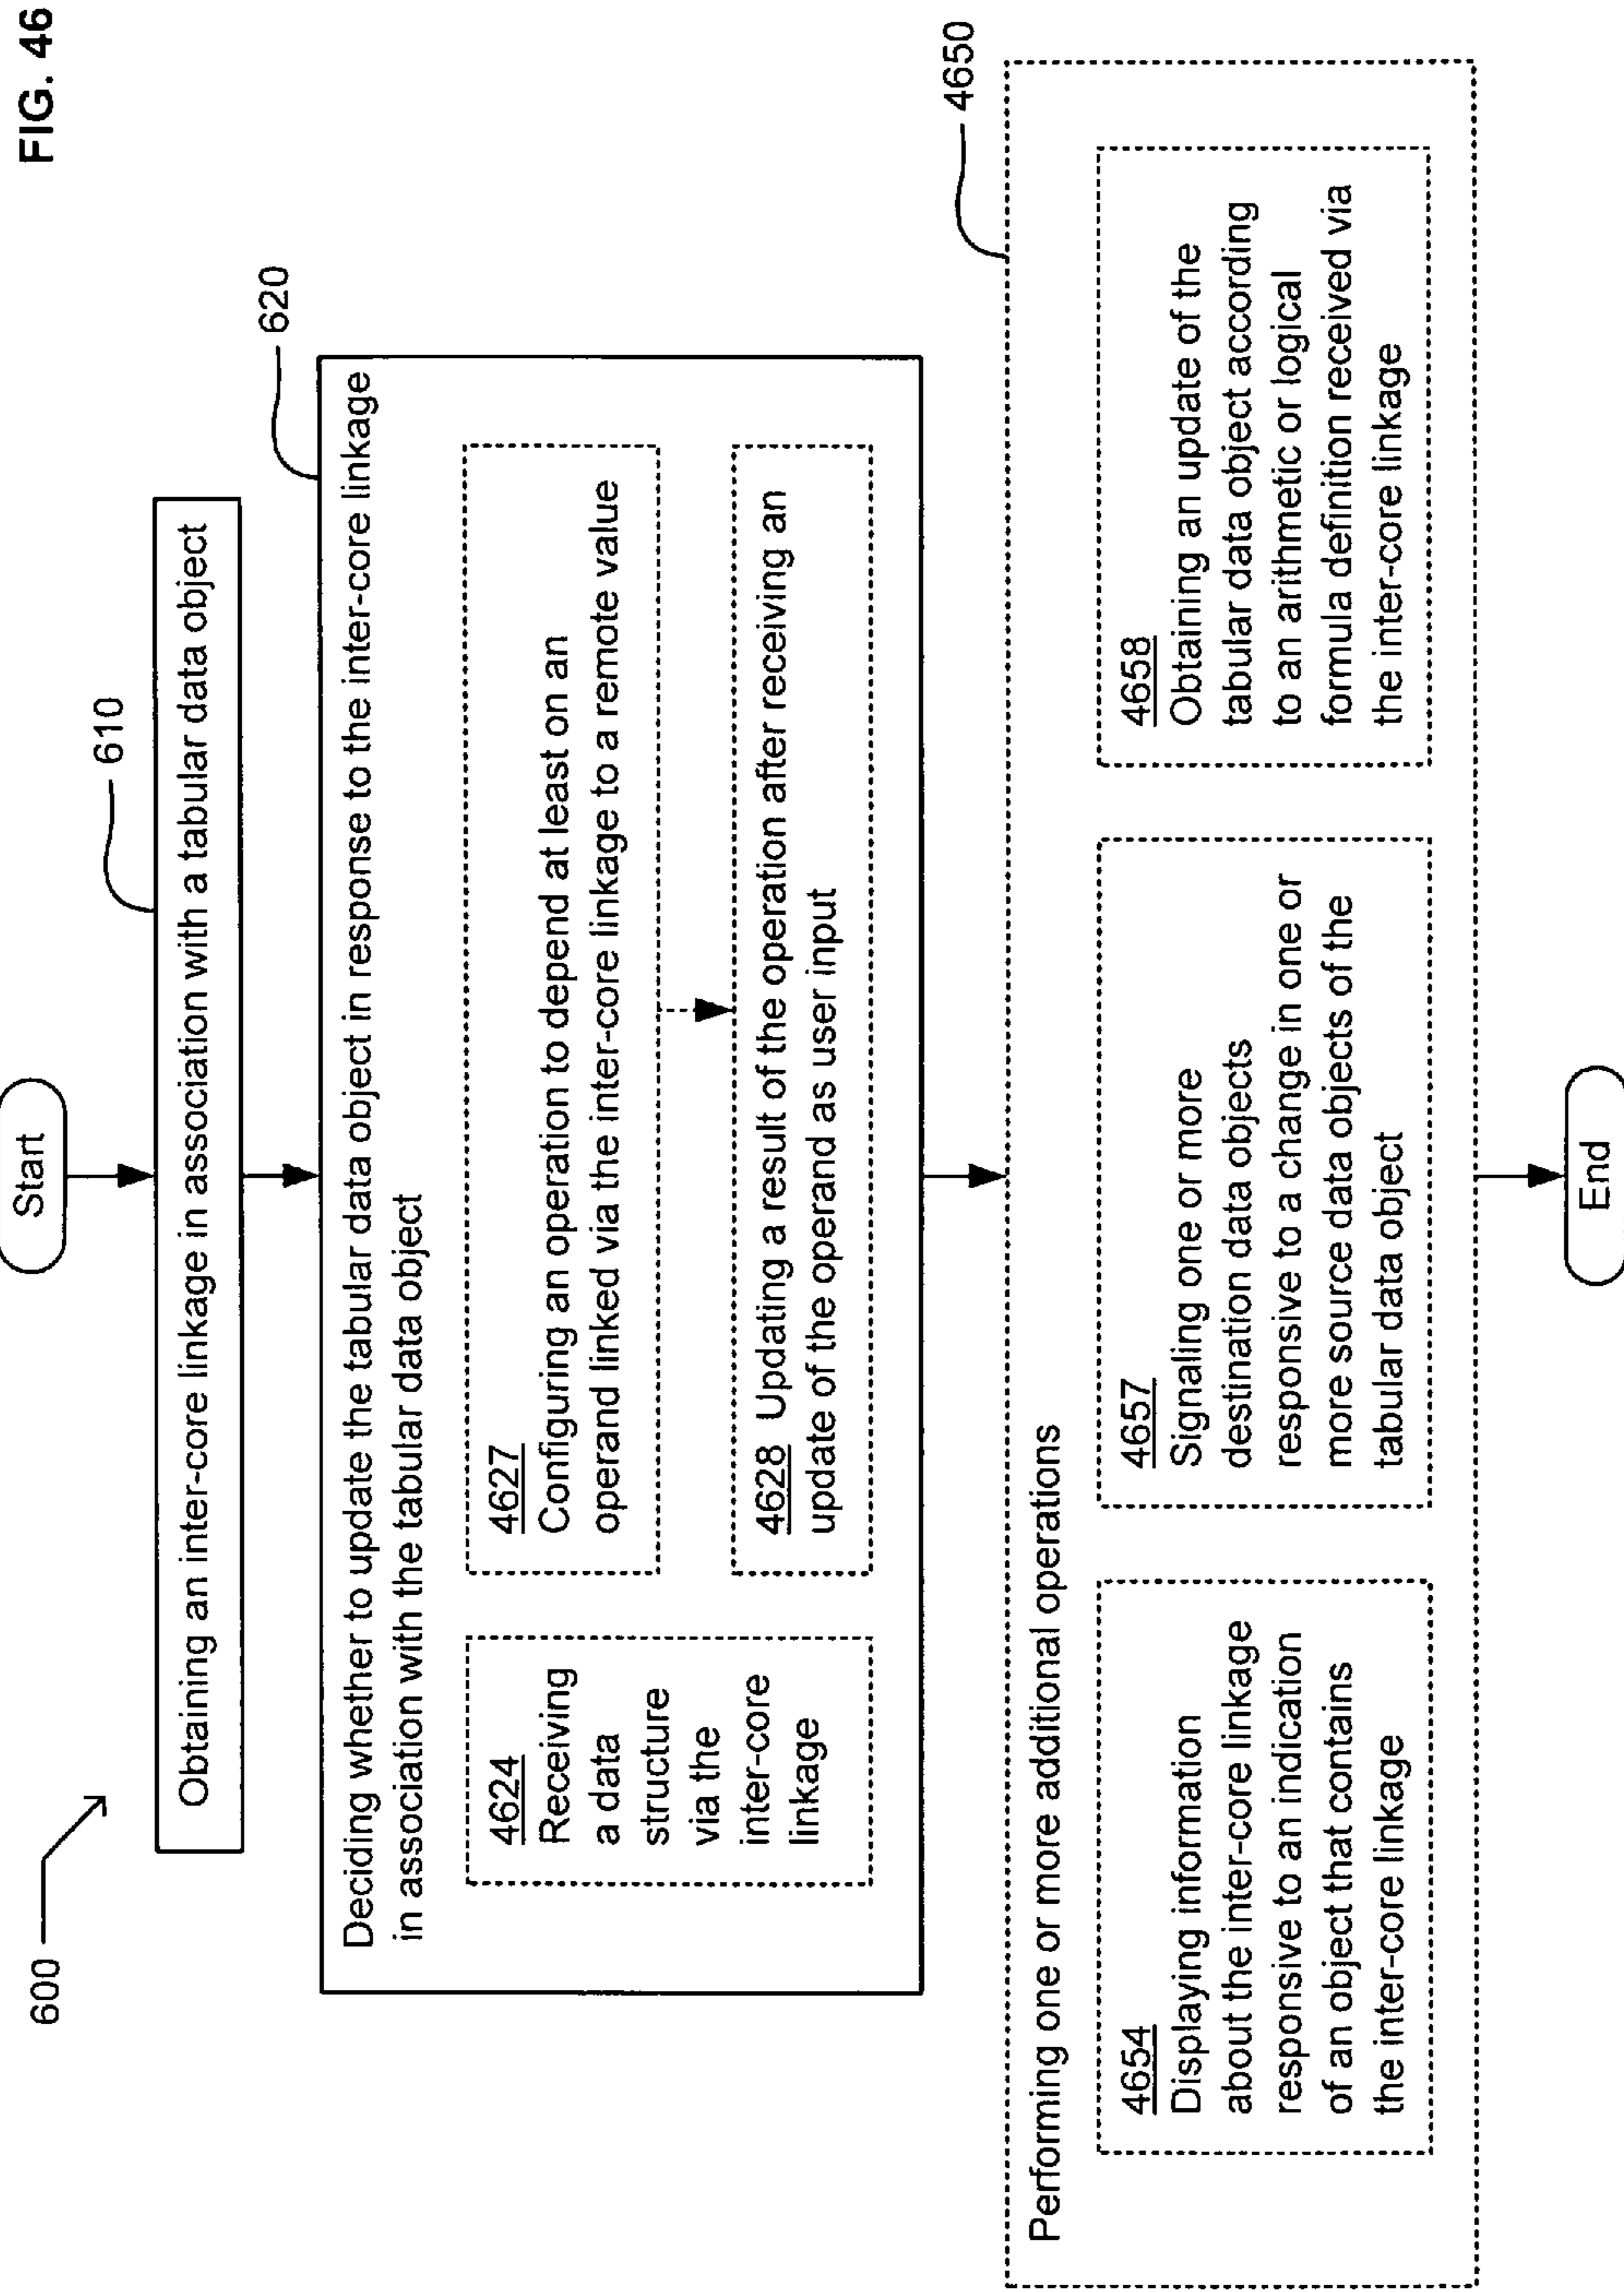 FIG. 46
600
Start
610
Obtaining an inter-core linkage in association with a tabular data object
620
Deciding whether to update the tabular data object in response to the inter-core linkage
in association with the tabular data object
4624
Receiving
a data
structure
via the
inter-core
linkage
4627
Configuring an operation to depend at least on an
operand linked via the inter-core linkage to a remote value
4628 Updating a result of the operation after receiving an
update of the operand as user input
4650
Performing one or more additional operations
4654
Displaying information
about the inter-core linkage
responsive to an indication
of an object that contains
the inter-core linkage
4657
Signaling one or more
destination data objects
responsive to a change in one or
more source data objects of the
tabular data object
4658
Obtaining an update of the
tabular data object according
to an arithmetic or logical
formula definition received via
the inter-core linkage
End